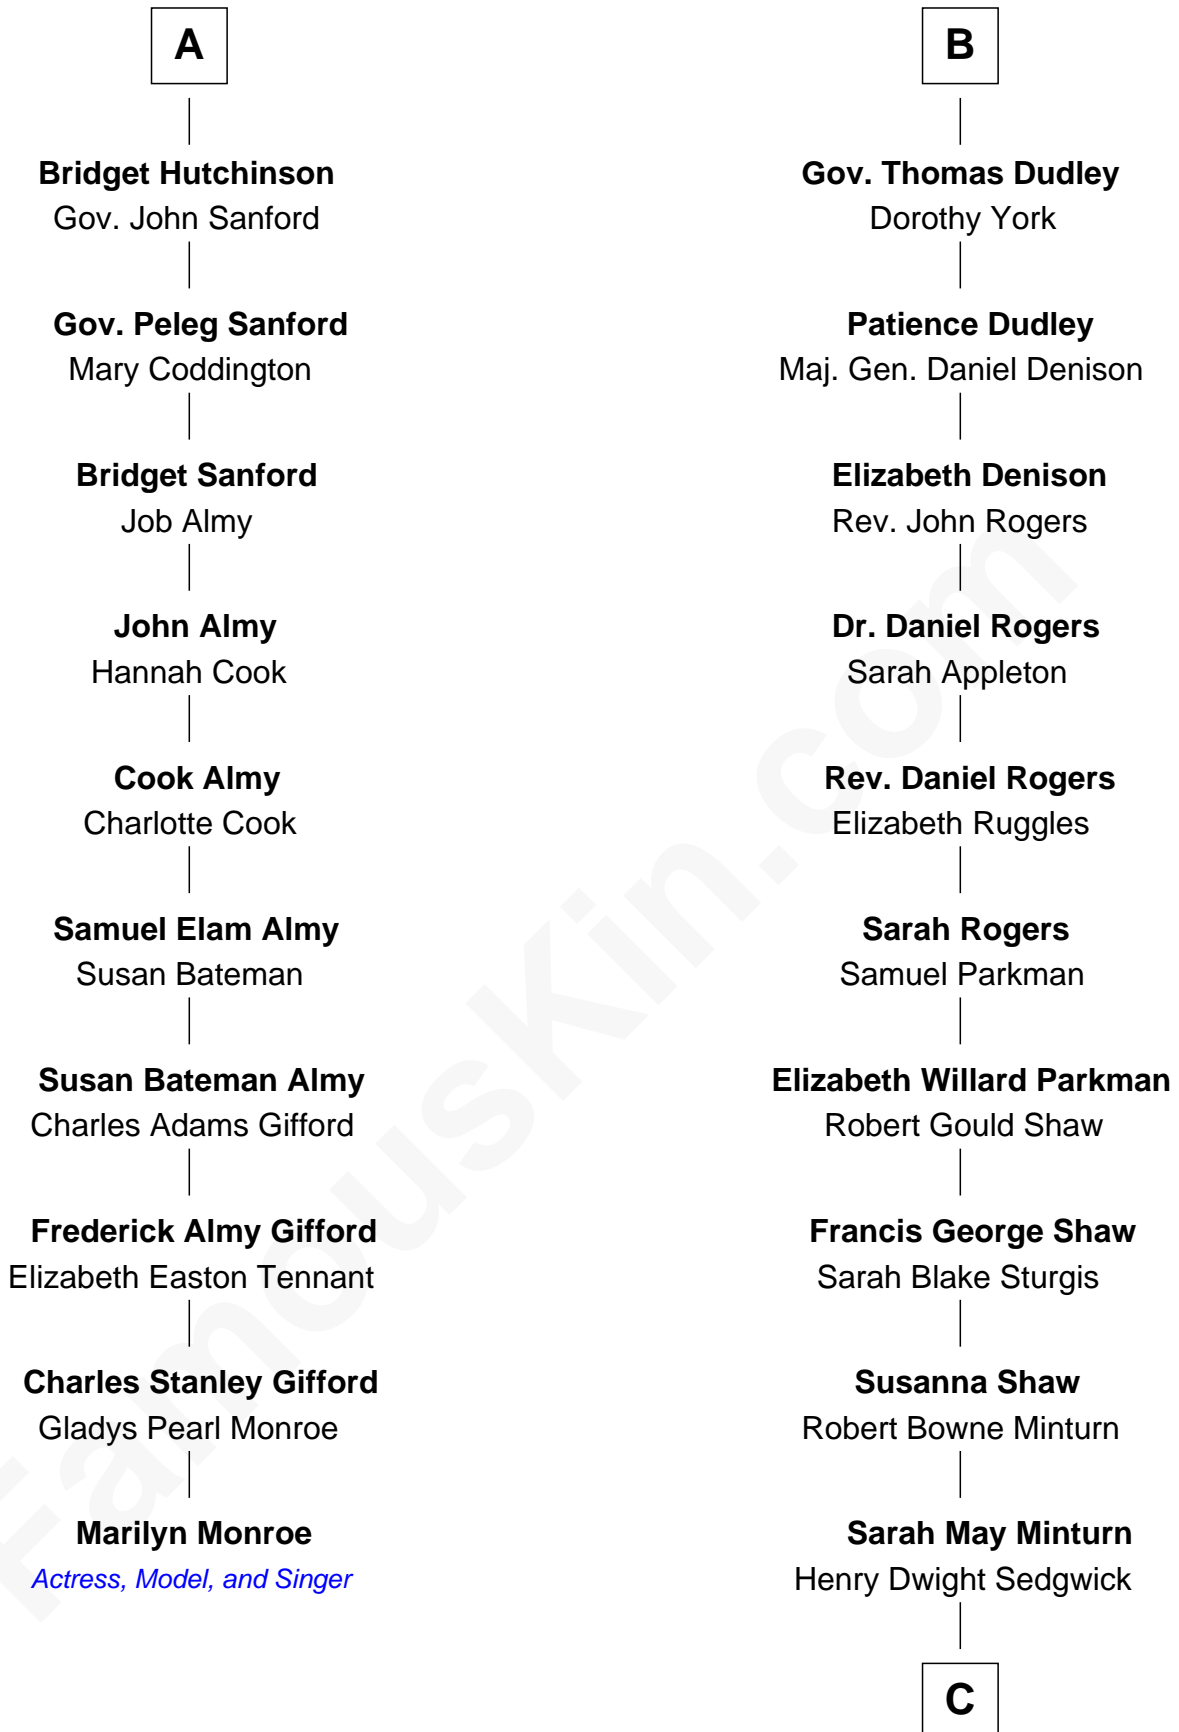 A
Bridget Hutchinson
Gov. John Sanford
Gov. Peleg Sanford
Mary Coddington
Bridget Sanford
Job Almy
John Almy
Hannah Cook
Cook Almy
Charlotte Cook
Samuel Elam Almy
Susan Bateman
Susan Bateman Almy
Charles Adams Gifford
Frederick Almy Gifford
Elizabeth Easton Tennant
Charles Stanley Gifford
Gladys Pearl Monroe
Marilyn Monroe
Actress, Model, and Singer
B
Gov. Thomas Dudley
Dorothy York
Patience Dudley
Maj. Gen. Daniel Denison
Elizabeth Denison
Rev. John Rogers
Dr. Daniel Rogers
Sarah Appleton
Rev. Daniel Rogers
Elizabeth Ruggles
Sarah Rogers
Samuel Parkman
Elizabeth Willard Parkman
Robert Gould Shaw
Francis George Shaw
Sarah Blake Sturgis
Susanna Shaw
Robert Bowne Minturn
Sarah May Minturn
Henry Dwight Sedgwick
C
FamousKin.com